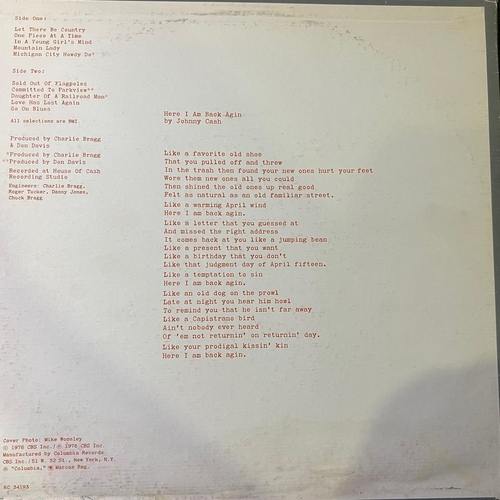 Side One:
Let There Be Country
One Piece At A Time
In A Young Girl's Mind
Mountain Lady
Michigan City Howdy Do*
Side Two:
Sold Out Of Flagpoles
Committed To Parkview**
Daughter Of A Railroad Man*
Love Has Lost Again
Go On Blues
All selections are BMI.
Produced by Charlie Bragg
& Don Davis
*Produced by Charlie Bragg
**Produced by Don Davis
Recorded at House Of Cash
Recording Studio
Engineers: Charlie Bragg,
Roger Tucker, Danny Jones,
Chuck Bragg
Here I Am Back Agin
by Johnny Cash
Like a favorite old shoe
That you pulled off and threw
In the trash then found your new ones hurt your feet
Wore them new ones all you could
Then shined the old ones up real good
Felt as natural as an old familiar street.
Like a warming April wind
Here I am back agin.
Like a letter that you guessed at
And missed the right address
It comes back at you like a jumping bean
Like a present that you want
Like a birthday that you don't
Like that judgment day of April fifteen.
Like a temptation to sin
Here I am back agin.
Like an old dog on the prowl
Late at night you hear him howl
To remind you that he isn't far away
Like a Capistrano bird
Ain't nobody ever heard
Of 'em not returnin' on returnin' day.
Like your prodigal kissin' kin
Here I am back agin.
Cover Photo: Mike Wornsley
© 1976 CBS Inc./℗ 1976 CBS Inc.
Manufactured by Columbia Records
CBS Inc./51 W. 52 St., New York, N.Y.
® "Columbia," Marcas Reg.
KC 34193